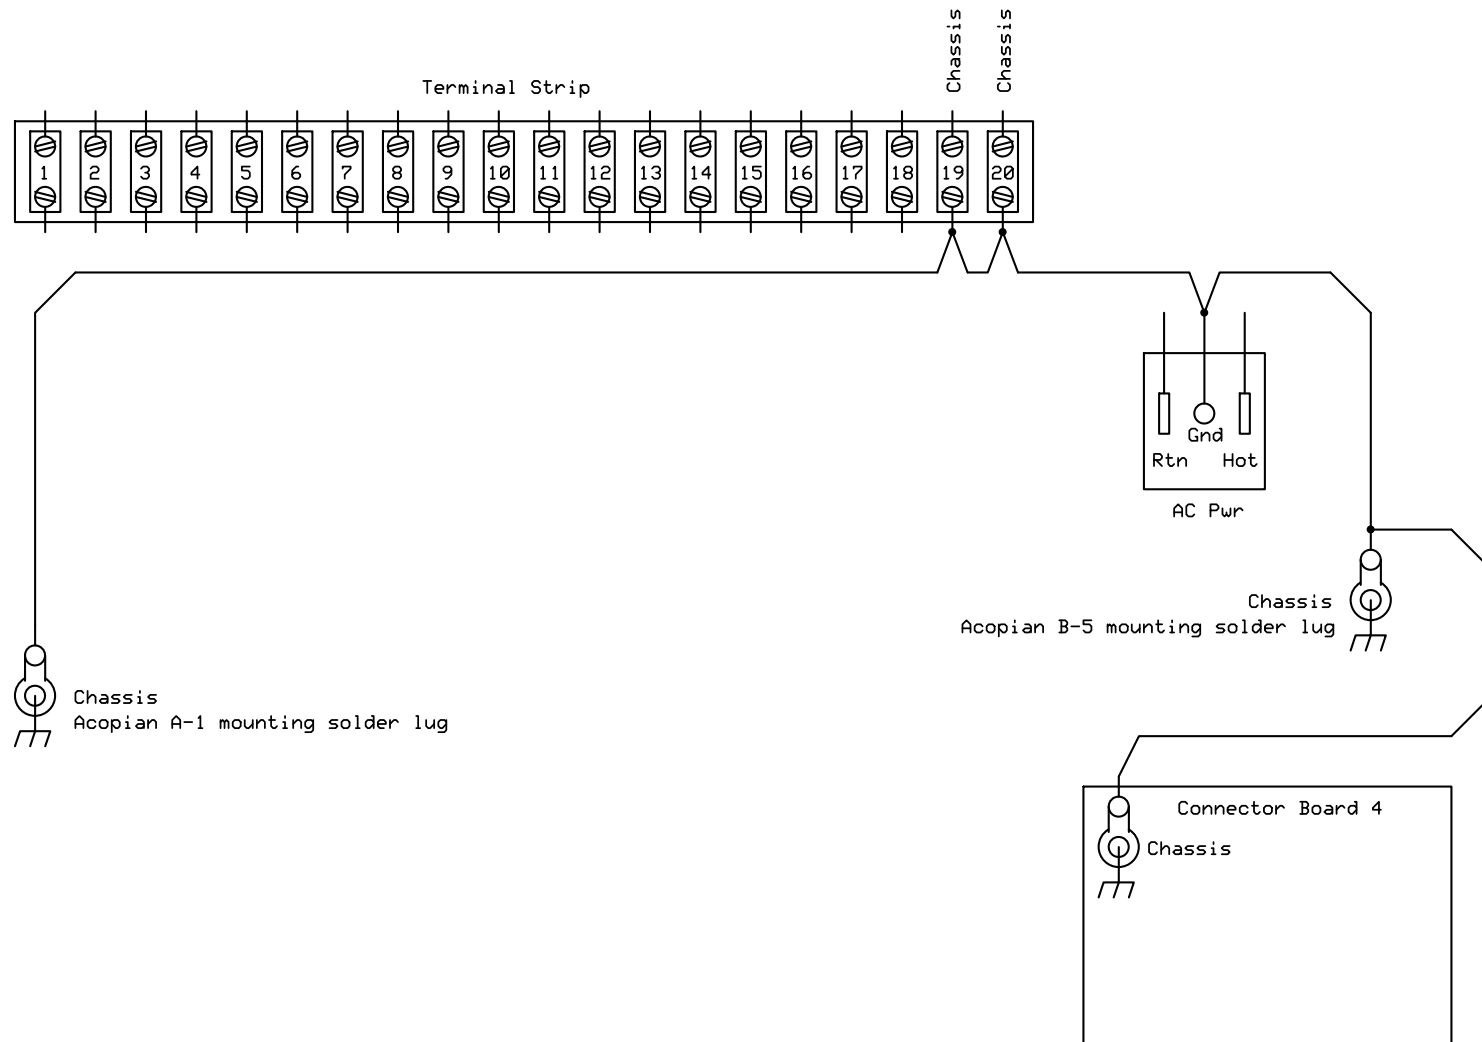 Chassis
Chassis
Terminal Strip
1 2 3 4 5 6 7 8 9 10 11 12 13 14 15 16 17 18 19 20
Gnd
Rtn Hot
AC Pwr
Chassis
Acopian B-5 mounting solder lug
Chassis
Acopian A-1 mounting solder lug
Connector Board 4
Chassis